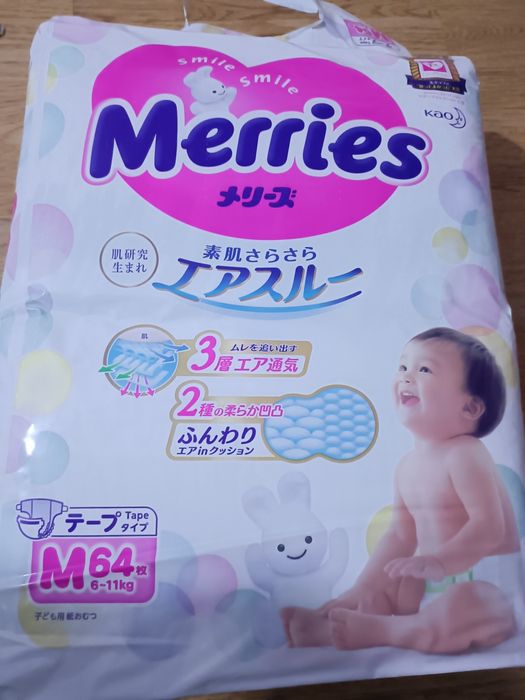 smile smile
Merries
メリーズ
Kao
肌研究
生まれ
素肌さらさら
エアスルー
肌
ムレを追い出す
3層エア通気
2種の柔らか凹凸
ふんわり
エアinクッション
テープ Tape
タイプ
M64枚
6~11kg
子ども用 紙おむつ